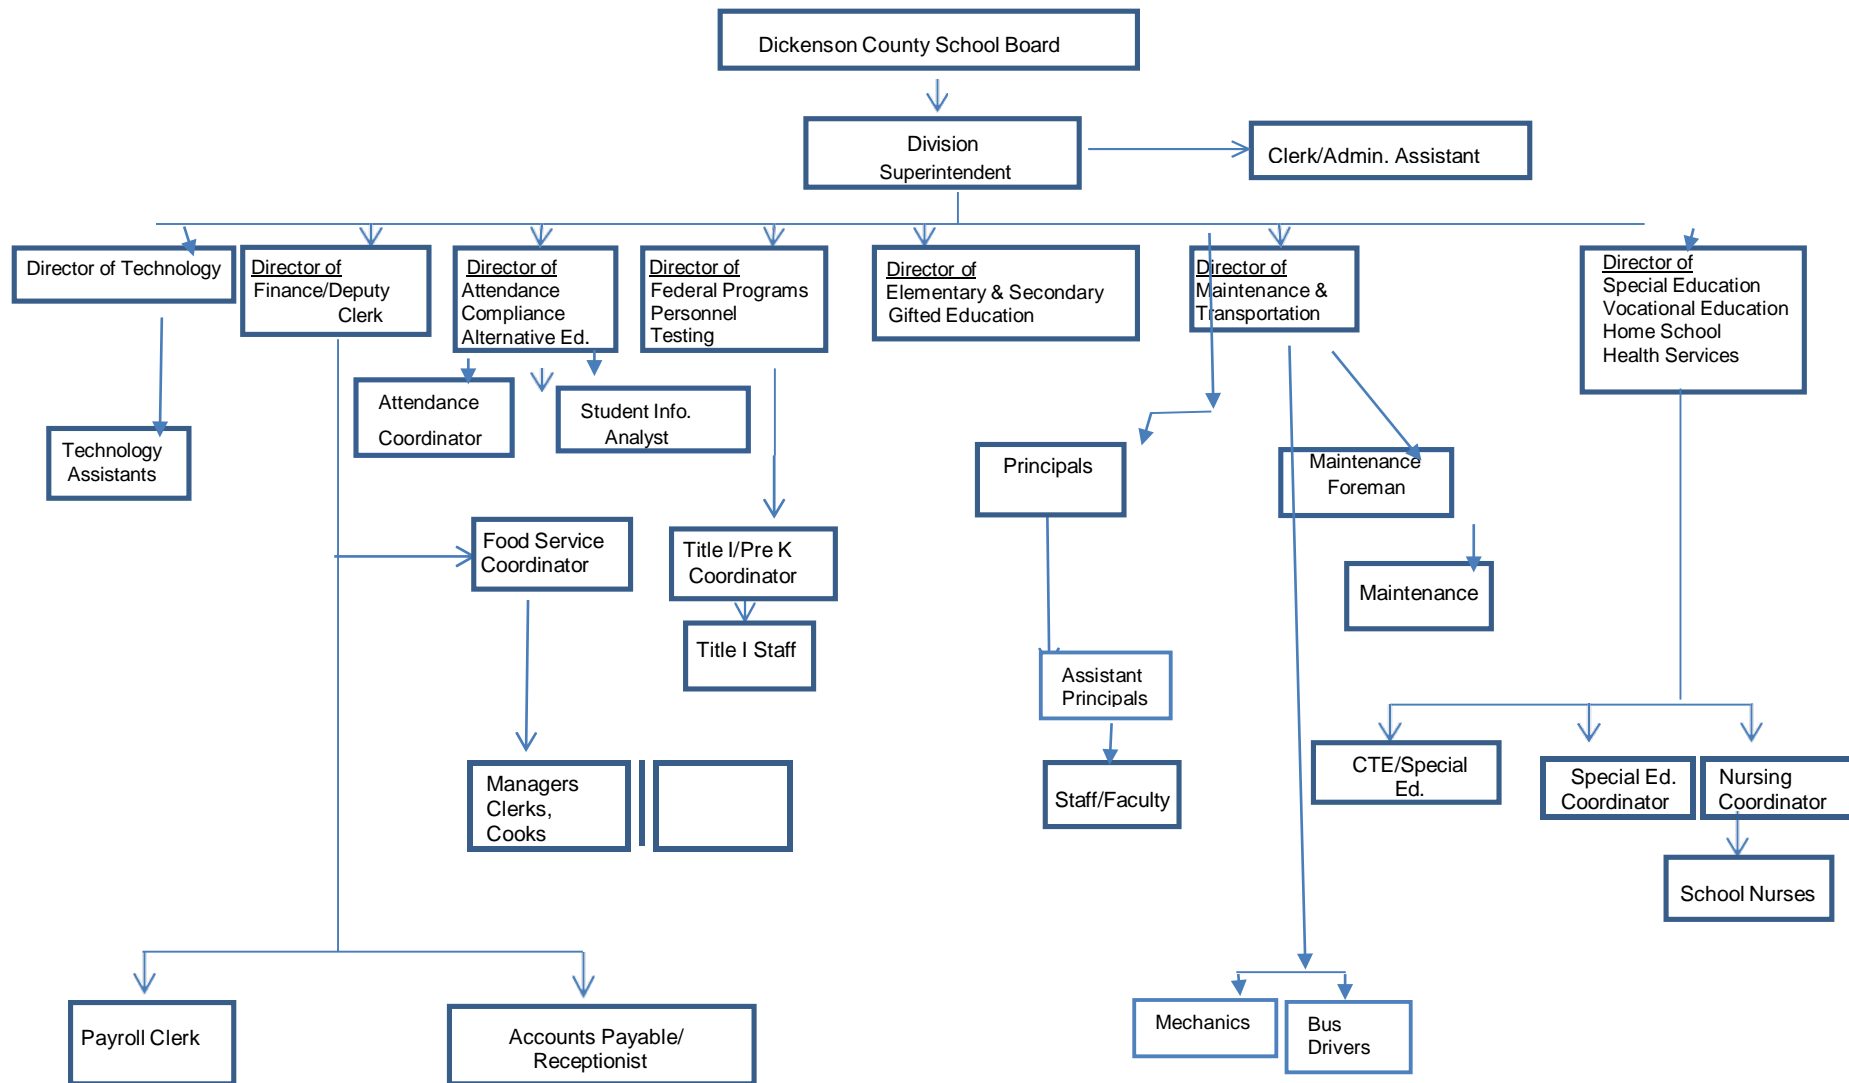 Dickenson County School Board
Division
Superintendent
Clerk/Admin. Assistant
Director of Technology
Director of
Finance/Deputy
Clerk
Director of
Attendance
Compliance
Alternative Ed.
Director of
Federal Programs
Personnel
Testing
Director of
Elementary & Secondary
Gifted Education
Director of
Maintenance &
Transportation
Director of
Special Education
Vocational Education
Home School
Health Services
Attendance
Coordinator
Student Info.
Analyst
Technology
Assistants
Principals
Maintenance
Foreman
Food Service
Coordinator
Title I/Pre K
Coordinator
Maintenance
Title I Staff
Assistant
Principals
Managers
Clerks,
Cooks
Staff/Faculty
CTE/Special
Ed.
Special Ed.
Coordinator
Nursing
Coordinator
School Nurses
Payroll Clerk
Accounts Payable/
Receptionist
Mechanics
Bus
Drivers